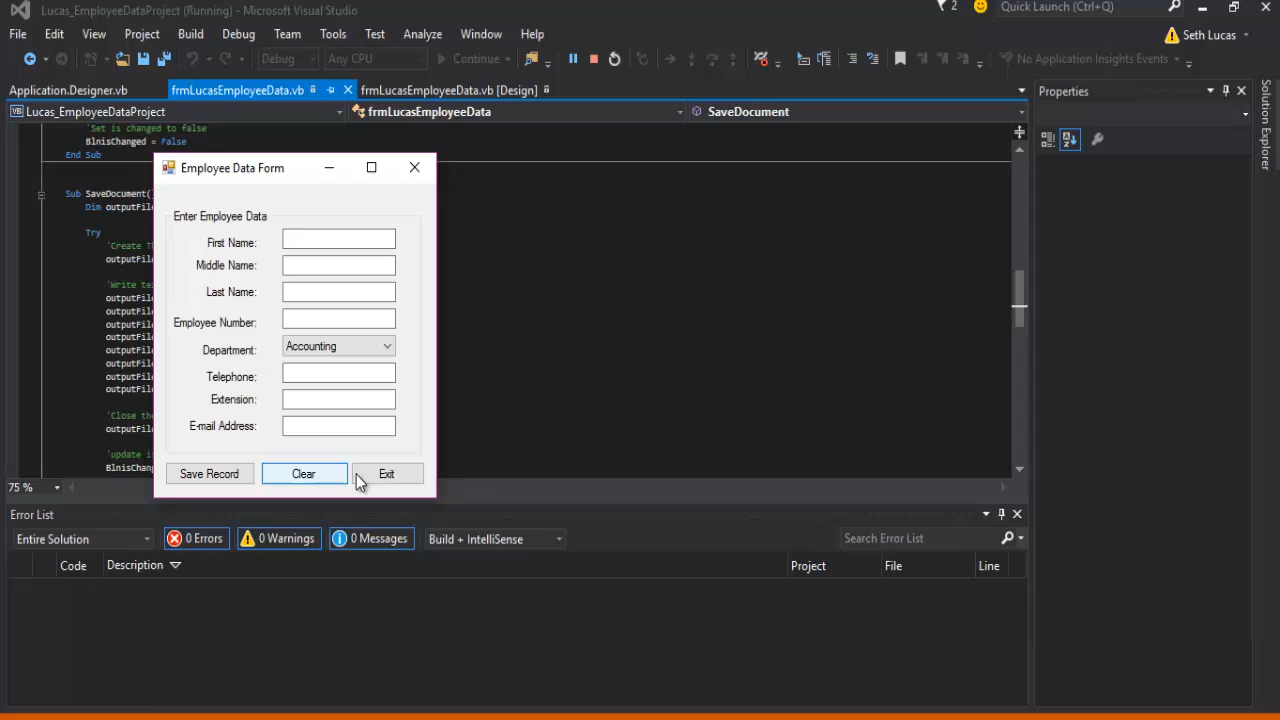 Lucas_EmployeeDataProject (Running) - Microsoft Visual Studio
2
Quick Launch (Ctrl+Q)
File Edit View Project Build Debug Team Tools Test Analyze Window Help
Seth Lucas
Debug Any CPU Continue No Application Insights Events
Application.Designer.vb frmLucasEmployeeData.vb frmLucasEmployeeData.vb [Design]
Properties
Lucas_EmployeeDataProject frmLucasEmployeeData SaveDocument
Solution Explorer
'Set is changed to false
BlnisChanged = False
End Sub
Sub SaveDocument()
Dim outputFil
Try
'Create T
outputFil
'Write te
outputFil
outputFil
outputFil
outputFil
outputFil
outputFil
outputFil
outputFil
'Close the
outputFil
'update i
BlnisChan
Employee Data Form
Enter Employee Data
First Name:
Middle Name:
Last Name:
Employee Number:
Department: Accounting
Telephone:
Extension:
E-mail Address:
Save Record Clear Exit
75 %
Error List
Entire Solution 0 Errors 0 Warnings 0 Messages Build + IntelliSense Search Error List
Code Description Project File Line